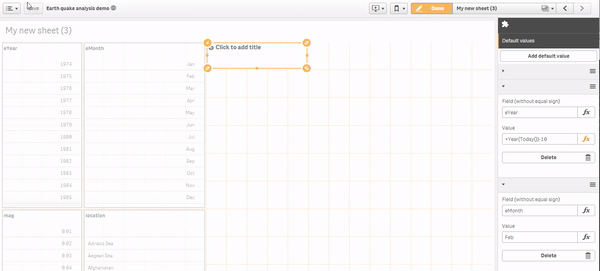 Save
Earth quake analysis demo
Done
My new sheet (3)
My new sheet (3)
eYear
1974
1975
1976
1977
1978
1979
1980
1981
1982
1983
1984
1985
eMonth
Jan
Feb
Mar
Apr
May
Jun
Jul
Aug
Sep
Oct
Nov
Dec
Click to add title
mag
0.01
0.02
0.03
0.04
location
Adriatic Sea
Aegean Sea
Afghanistan
Default values
Add default value
Field (without equal sign)
eYear
fx
Value
=Year(Today())-10
fx
Delete
Field (without equal sign)
eMonth
fx
Value
Feb
fx
Delete